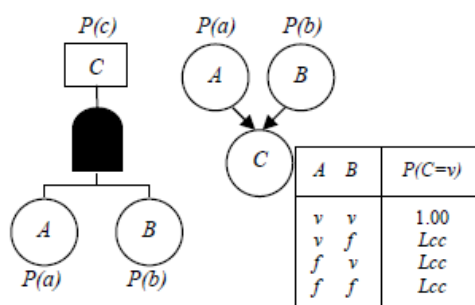 P(c)
C
A
B
P(a)
P(b)
P(a)
P(b)
A
B
C
A B P(C=v)
v v 1.00
v f Lcc
f v Lcc
f f Lcc